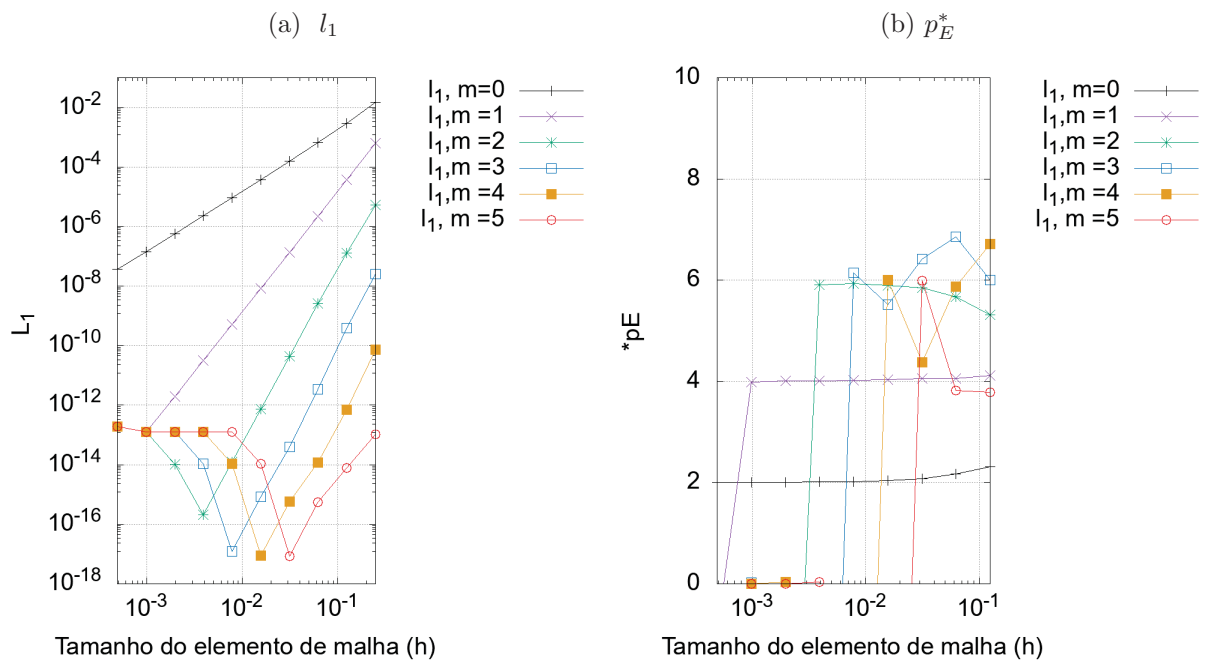 (a) l₁
(b) p*E
10⁻²
10⁻⁴
10⁻⁶
10⁻⁸
10⁻¹⁰
10⁻¹²
10⁻¹⁴
10⁻¹⁶
10⁻¹⁸
L₁
10⁻³ 10⁻² 10⁻¹
Tamanho do elemento de malha (h)
l₁, m=0
l₁,m =1
l₁,m =2
l₁,m =3
l₁,m =4
l₁, m =5
10
8
6
4
2
0
*pE
10⁻³ 10⁻² 10⁻¹
Tamanho do elemento de malha (h)
l₁, m=0
l₁,m =1
l₁,m =2
l₁,m =3
l₁,m =4
l₁, m =5